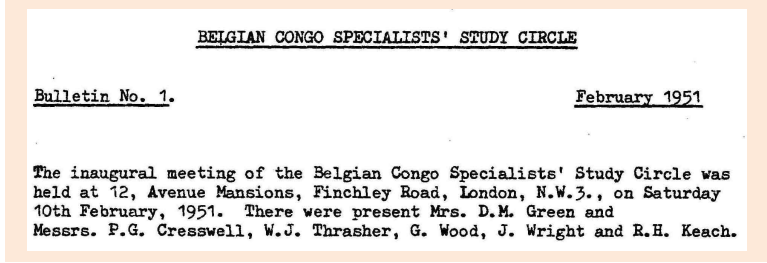 BELGIAN CONGO SPECIALISTS' STUDY CIRCLE
Bulletin No. 1.
February 1951
The inaugural meeting of the Belgian Congo Specialists' Study Circle was
held at 12, Avenue Mansions, Finchley Road, London, N.W.3., on Saturday
10th February, 1951.  There were present Mrs. D.M. Green and
Messrs. P.G. Cresswell, W.J. Thrasher, G. Wood, J. Wright and R.H. Keach.